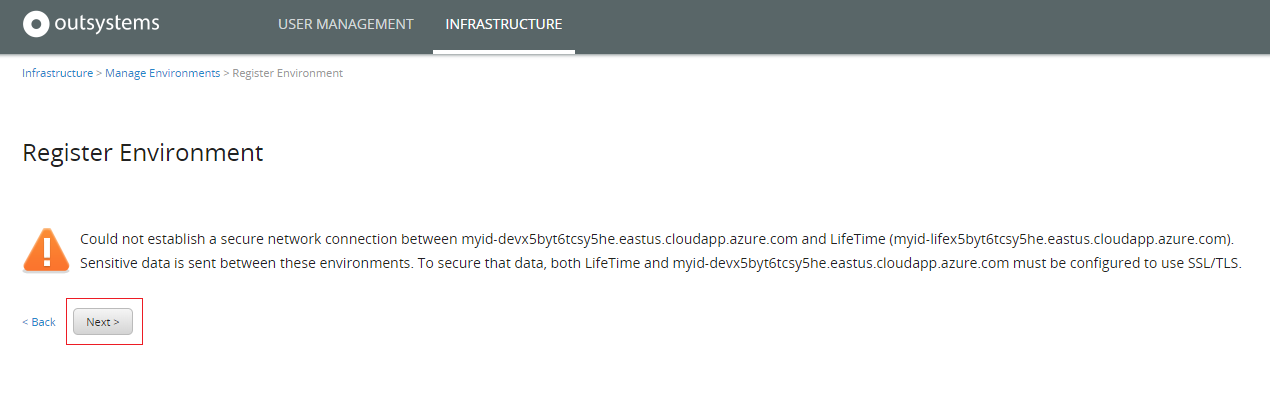 outsystems USER MANAGEMENT INFRASTRUCTURE
Infrastructure > Manage Environments > Register Environment
Register Environment
Could not establish a secure network connection between myid-devx5byt6tcsy5he.eastus.cloudapp.azure.com and LifeTime (myid-lifex5byt6tcsy5he.eastus.cloudapp.azure.com).
Sensitive data is sent between these environments. To secure that data, both LifeTime and myid-devx5byt6tcsy5he.eastus.cloudapp.azure.com must be configured to use SSL/TLS.
< Back Next >